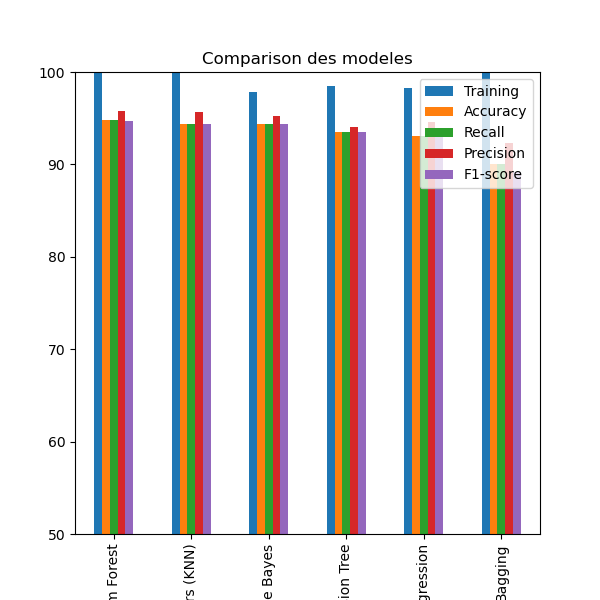 Comparison des modeles
100
90
80
70
60
50
Training
Accuracy
Recall
Precision
F1-score
m Forest
rs (KNN)
e Bayes
ion Tree
gression
Bagging